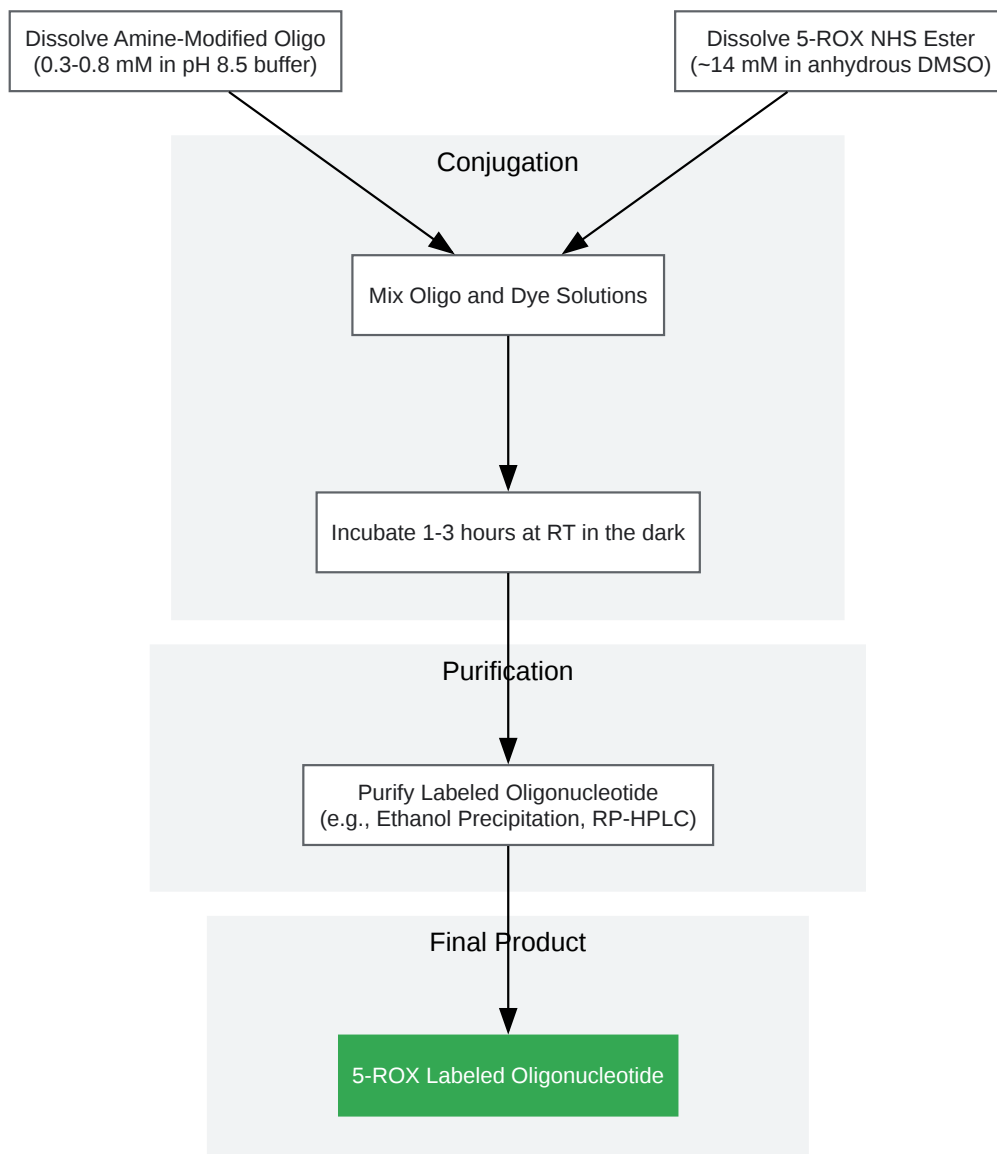 Dissolve Amine-Modified Oligo
(0.3-0.8 mM in pH 8.5 buffer)
Dissolve 5-ROX NHS Ester
(~14 mM in anhydrous DMSO)
Conjugation
Mix Oligo and Dye Solutions
Incubate 1-3 hours at RT in the dark
Purification
Purify Labeled Oligonucleotide
(e.g., Ethanol Precipitation, RP-HPLC)
Final Product
5-ROX Labeled Oligonucleotide